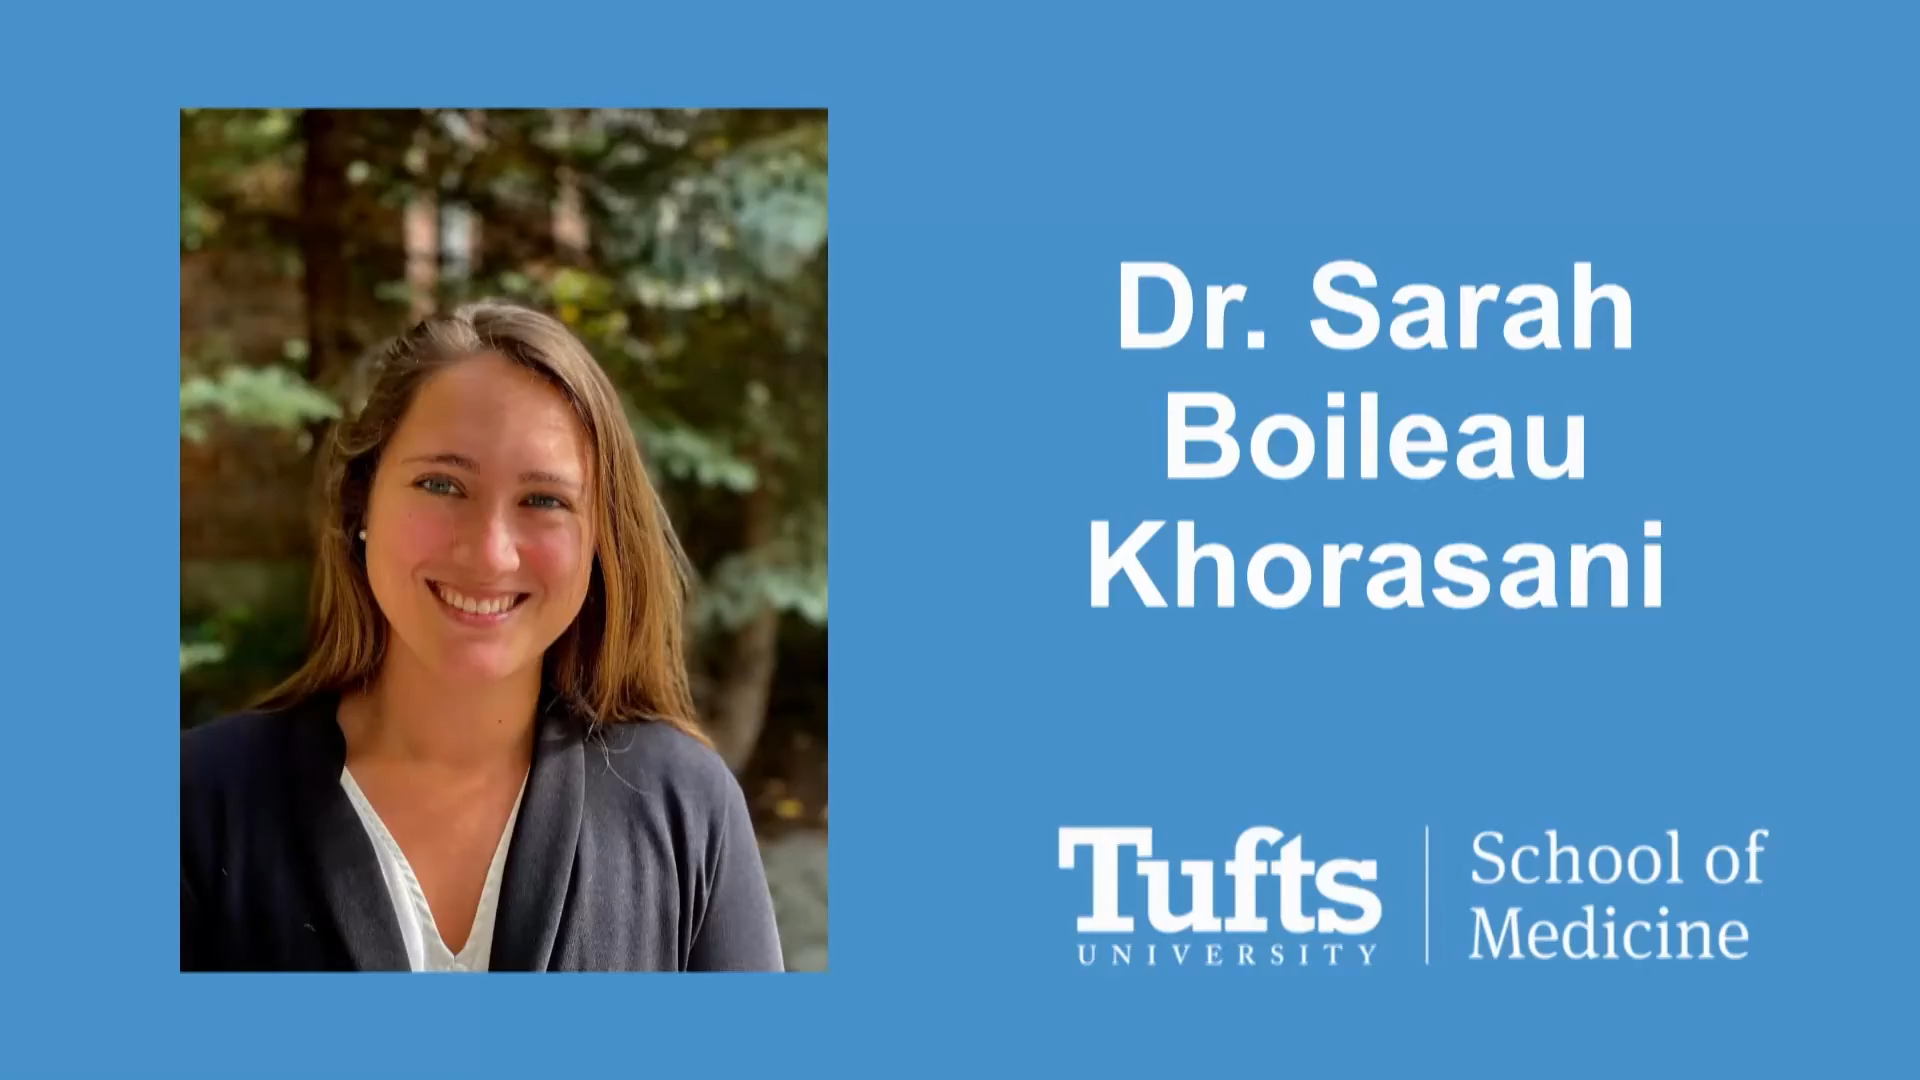 Dr. Sarah
Boileau
Khorasani
Tufts
UNIVERSITY
School of
Medicine